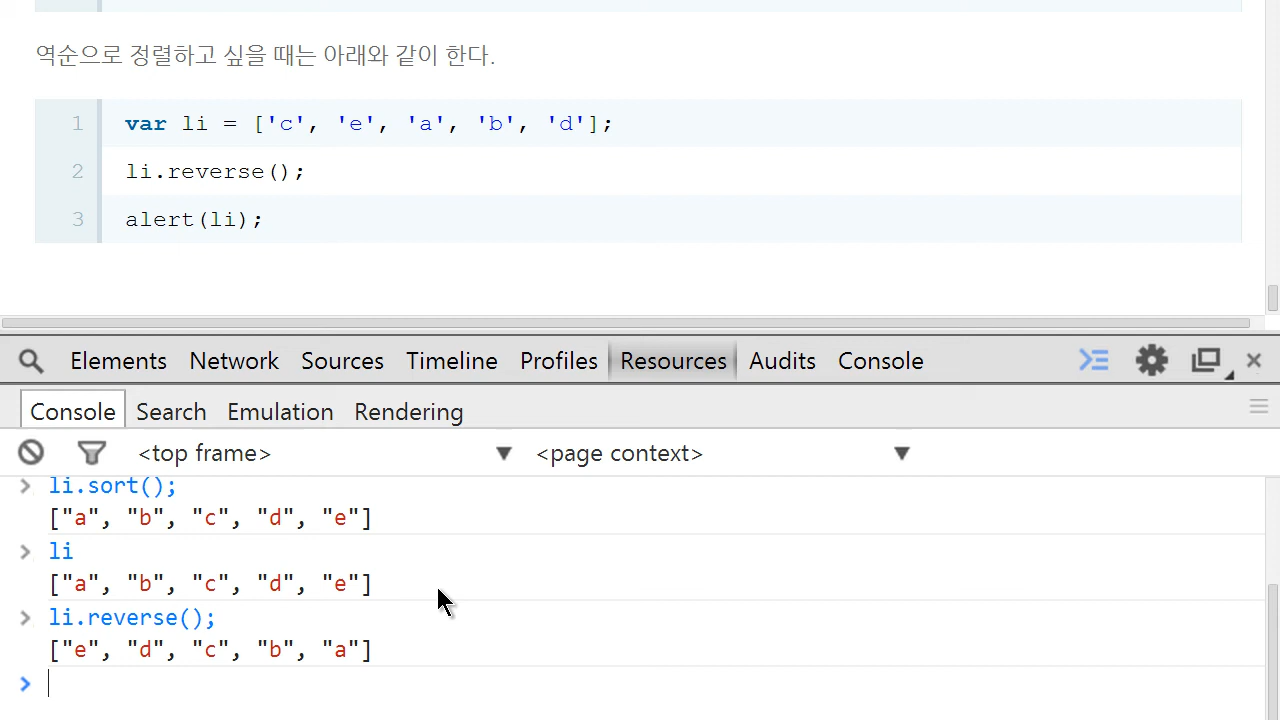 역순으로 정렬하고 싶을 때는 아래와 같이 한다.
1 var li = ['c', 'e', 'a', 'b', 'd'];
2 li.reverse();
3 alert(li);
Elements Network Sources Timeline Profiles Resources Audits Console
Console Search Emulation Rendering
<top frame> <page context>
li.sort();
["a", "b", "c", "d", "e"]
li
["a", "b", "c", "d", "e"]
li.reverse();
["e", "d", "c", "b", "a"]